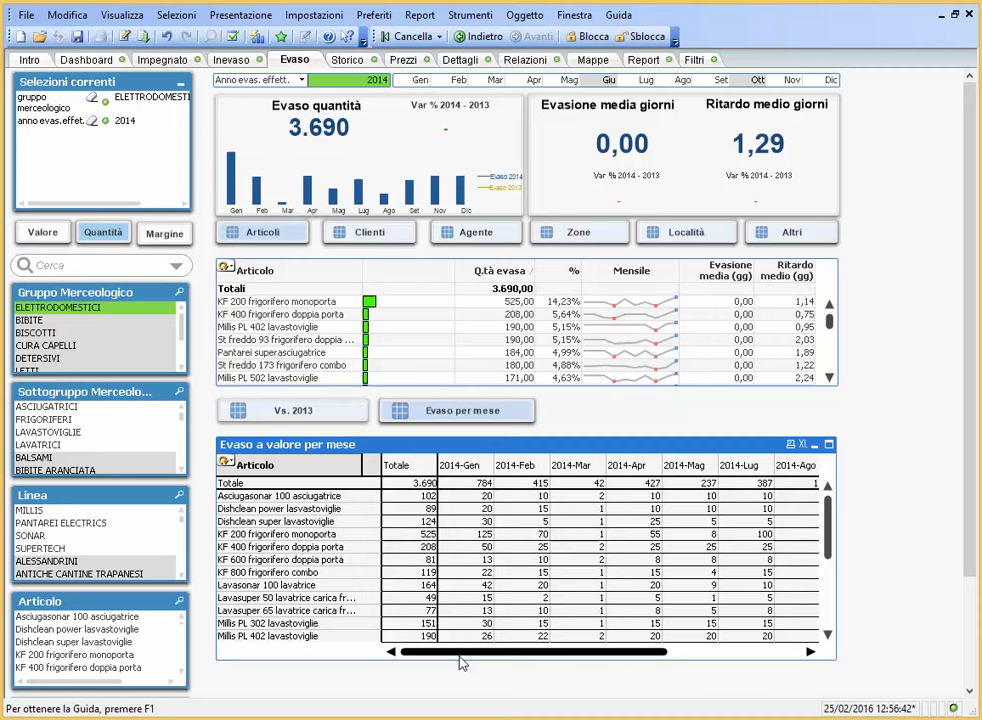 File Modifica Visualizza Selezioni Presentazione Impostazioni Preferiti Report Strumenti Oggetto Finestra Guida
Cancella Indietro Avanti Blocca Sblocca
Intro Dashboard Impegnato Inevaso Evaso Storico Prezzi Dettagli Relazioni Mappe Report Filtri
Selezioni correnti
gruppo merceologico ELETTRODOMESTI
anno evas.effet. 2014
Anno evas. effett. 2014 Gen Feb Mar Apr Mag Giu Lug Ago Set Ott Nov Dic
Evaso quantità Var % 2014 - 2013
3.690 -
Evaso 2014
Evaso 2013
Gen Feb Mar Apr Mag Lug Ago Set Nov Dic
Evasione media giorni Ritardo medio giorni
0,00 1,29
Var % 2014 - 2013 Var % 2014 - 2013
- -
Valore Quantità Margine
Articoli Clienti Agente Zone Località Altri
Cerca
Gruppo Merceologico
ELETTRODOMESTICI
BIBITE
BISCOTTI
CURA CAPELLI
DETERSIVI
LETTI
Sottogruppo Merceolo...
ASCIUGATRICI
FRIGORIFERI
LAVASTOVIGLIE
LAVATRICI
BALSAMI
BIBITE ARANCIATA
Linea
MILLIS
PANTAREI ELECTRICS
SONAR
SUPERTECH
ALESSANDRINI
ANTICHE CANTINE TRAPANESI
Articolo
Asciugasonar 100 asciugatrice
Dishclean power lasvastoviglie
Dishclean super lavastoviglie
KF 200 frigorifero monoporta
KF 400 frigorifero doppia porta
Articolo Q.tà evasa / % Mensile Evasione media (gg) Ritardo medio (gg)
Totali 3.690,00
KF 200 frigorifero monoporta 525,00 14,23% 0,00 1,14
KF 400 frigorifero doppia porta 208,00 5,64% 0,00 0,75
Millis PL 402 lavastoviglie 190,00 5,15% 0,00 0,95
St freddo 93 frigorifero doppia ... 190,00 5,15% 0,00 2,03
Pantarei superasciugatrice 184,00 4,99% 0,00 1,89
St freddo 173 frigorifero combo 180,00 4,88% 0,00 1,22
Millis PL 502 lavastoviglie 171,00 4,63% 0,00 2,24
Vs. 2013 Evaso per mese
Evaso a valore per mese XL
Articolo Totale 2014-Gen 2014-Feb 2014-Mar 2014-Apr 2014-Mag 2014-Lug 2014-Ago
Totale 3.690 784 415 42 427 237 387 1
Asciugasonar 100 asciugatrice 102 20 10 2 10 10 10
Dishclean power lasvastoviglie 89 20 15 1 10 10 10
Dishclean super lavastoviglie 124 30 5 1 25 5 5
KF 200 frigorifero monoporta 525 125 70 1 55 8 100
KF 400 frigorifero doppia porta 208 50 25 2 25 25 25
KF 600 frigorifero doppia porta 81 13 10 2 8 8 8
KF 800 frigorifero combo 119 22 15 1 15 4 15
Lavasonar 100 lavatrice 164 42 20 1 20 9 10
Lavasuper 50 lavatrice carica fr... 49 15 2 1 5 1 5
Lavasuper 65 lavatrice carica fr... 77 13 10 1 8 5 8
Millis PL 302 lavastoviglie 151 30 15 1 15 15 15
Millis PL 402 lavastoviglie 190 26 22 2 20 20 20
Per ottenere la Guida, premere F1 25/02/2016 12:56:42*